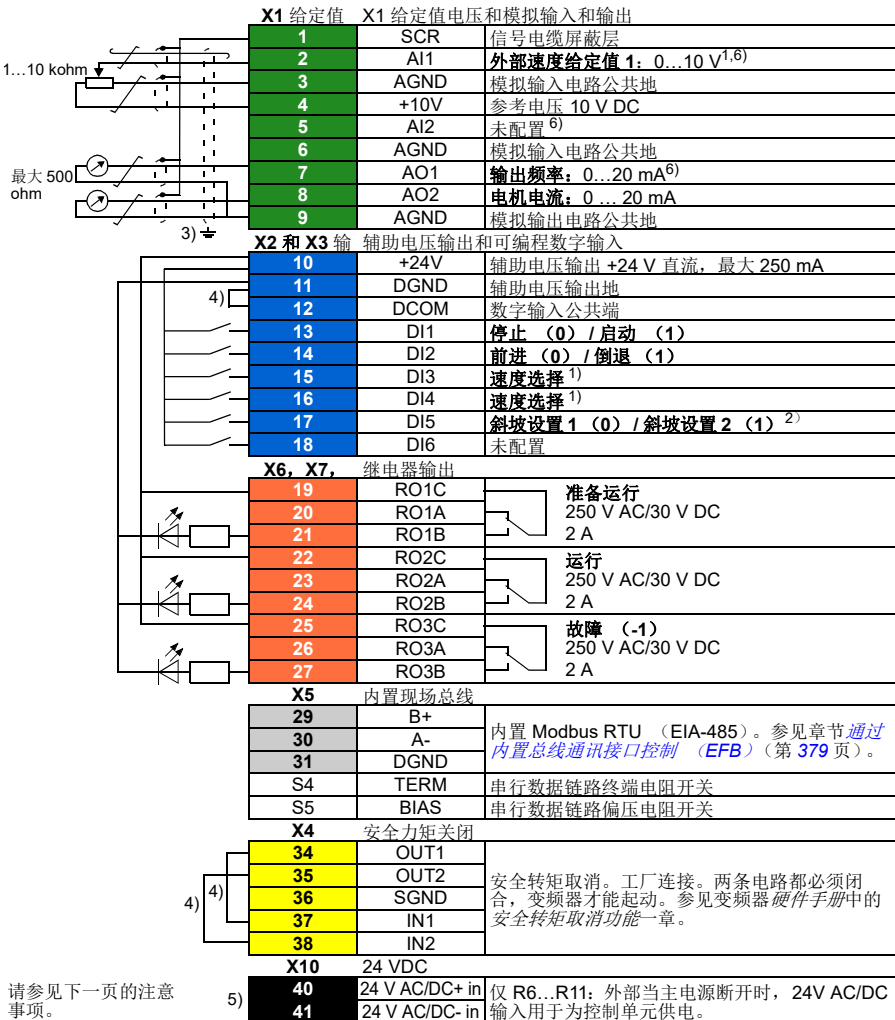 X1 给定值 X1 给定值电压和模拟输入和输出
1 SCR 信号电缆屏蔽层
2 AI1 外部速度给定值 1：0…10 V1,6)
1…10 kohm
3 AGND 模拟输入电路公共地
4 +10V 参考电压 10 V DC
5 AI2 未配置 6)
6 AGND 模拟输入电路公共地
7 AO1 输出频率：0…20 mA6)
最大 500
ohm
8 AO2 电机电流：0 … 20 mA
9 AGND 模拟输出电路公共地
3)
X2 和 X3 输 辅助电压输出和可编程数字输入
10 +24V 辅助电压输出 +24 V 直流，最大 250 mA
11 DGND 辅助电压输出地
4)
12 DCOM 数字输入公共端
13 DI1 停止 （0）/ 启动 （1）
14 DI2 前进 （0）/ 倒退 （1）
15 DI3 速度选择 1)
16 DI4 速度选择 1)
17 DI5 斜坡设置 1 （0）/ 斜坡设置 2 （1）2）
18 DI6 未配置
X6，X7， 继电器输出
19 RO1C 准备运行
20 RO1A 250 V AC/30 V DC
21 RO1B 2 A
22 RO2C 运行
23 RO2A 250 V AC/30 V DC
24 RO2B 2 A
25 RO3C 故障 （-1）
26 RO3A 250 V AC/30 V DC
27 RO3B 2 A
X5 内置现场总线
29 B+
30 A-
31 DGND
内置 Modbus RTU （EIA-485）。参见章节通过
内置总线通讯接口控制 （EFB）（第 379 页）。
S4 TERM 串行数据链路终端电阻开关
S5 BIAS 串行数据链路偏压电阻开关
X4 安全力矩关闭
34 OUT1
35 OUT2
36 SGND
37 IN1
38 IN2
4) 4)
安全转矩取消。工厂连接。两条电路都必须闭
合，变频器才能起动。参见变频器硬件手册中的
安全转矩取消功能一章。
X10 24 VDC
40 24 V AC/DC+ in 仅 R6…R11：外部当主电源断开时，24V AC/DC
41 24 V AC/DC- in 输入用于为控制单元供电。
5)
请参见下一页的注意
事项。